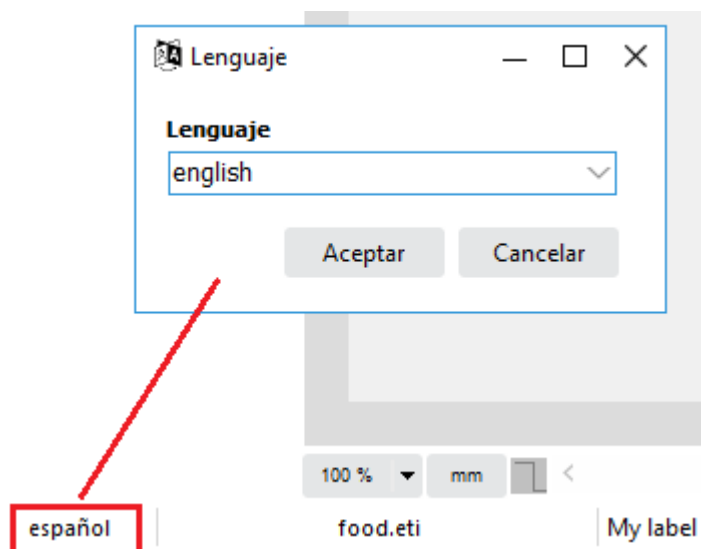 Lenguaje
Lenguaje
english
Aceptar Cancelar
100 % mm
español food.eti My label